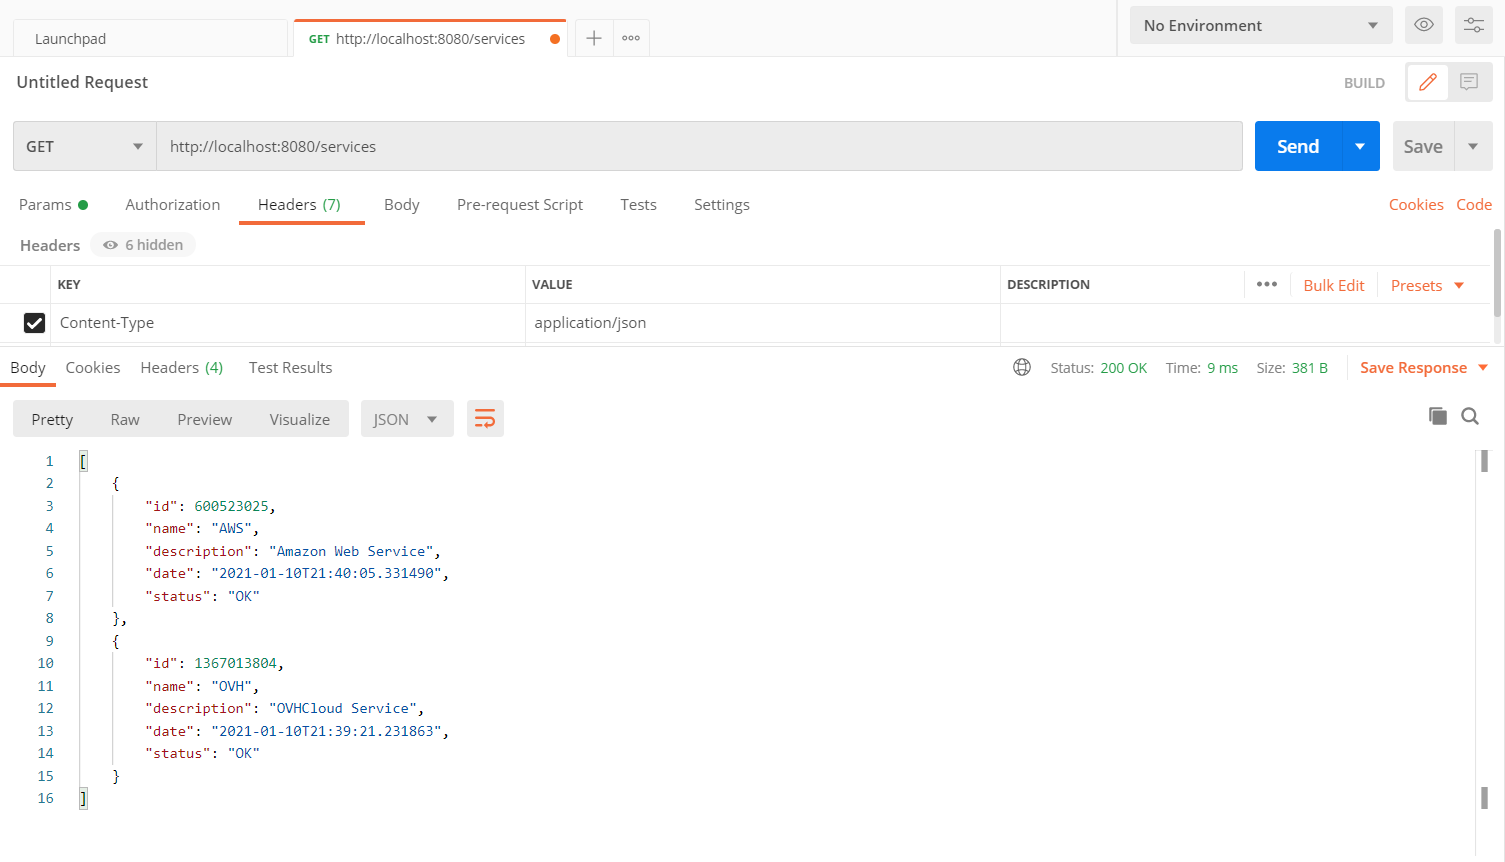 Launchpad
GET http://localhost:8080/services
No Environment
Untitled Request
BUILD
GET http://localhost:8080/services Send Save
Params Authorization Headers (7) Body Pre-request Script Tests Settings Cookies Code
Headers 6 hidden
KEY VALUE DESCRIPTION Bulk Edit Presets
Content-Type application/json
Body Cookies Headers (4) Test Results Status: 200 OK Time: 9 ms Size: 381 B Save Response
Pretty Raw Preview Visualize JSON
1 [
2 {
3 "id": 600523025,
4 "name": "AWS",
5 "description": "Amazon Web Service",
6 "date": "2021-01-10T21:40:05.331490",
7 "status": "OK"
8 },
9 {
10 "id": 1367013804,
11 "name": "OVH",
12 "description": "OVHCloud Service",
13 "date": "2021-01-10T21:39:21.231863",
14 "status": "OK"
15 }
16 ]